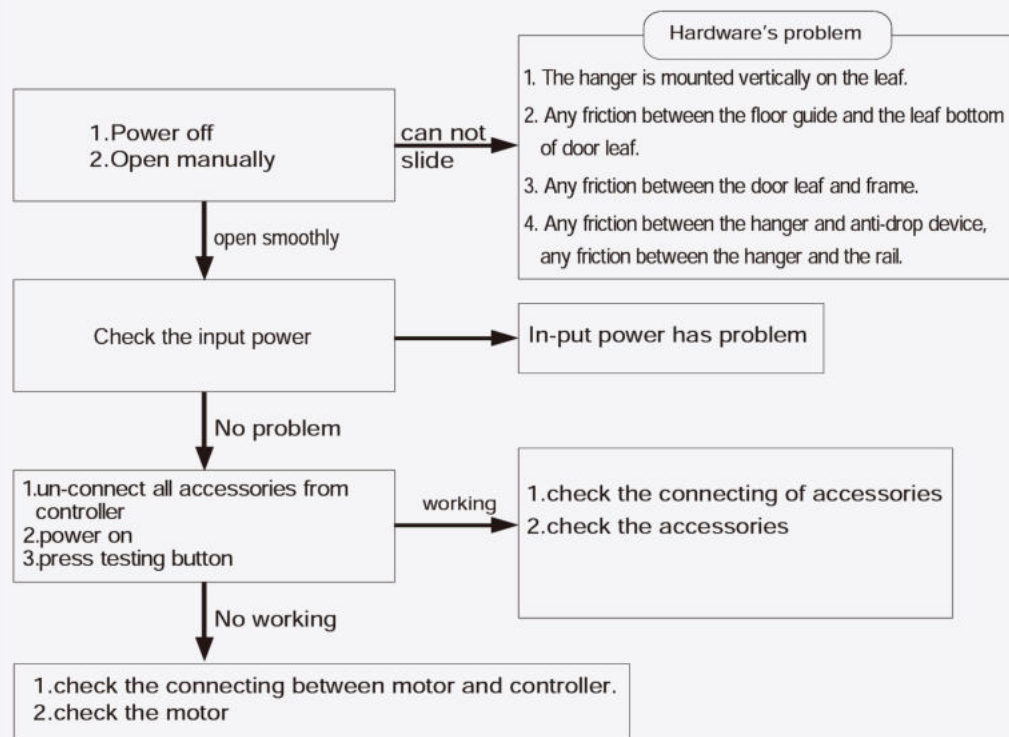 Hardware's problem
1. The hanger is mounted vertically on the leaf.
2. Any friction between the floor guide and the leaf bottom
of door leaf.
3. Any friction between the door leaf and frame.
4. Any friction between the hanger and anti-drop device,
any friction between the hanger and the rail.
1.Power off
2.Open manually
can not
slide
open smoothly
Check the input power
In-put power has problem
No problem
1.un-connect all accessories from
controller
2.power on
3.press testing button
working
1.check the connecting of accessories
2.check the accessories
No working
1.check the connecting between motor and controller.
2.check the motor